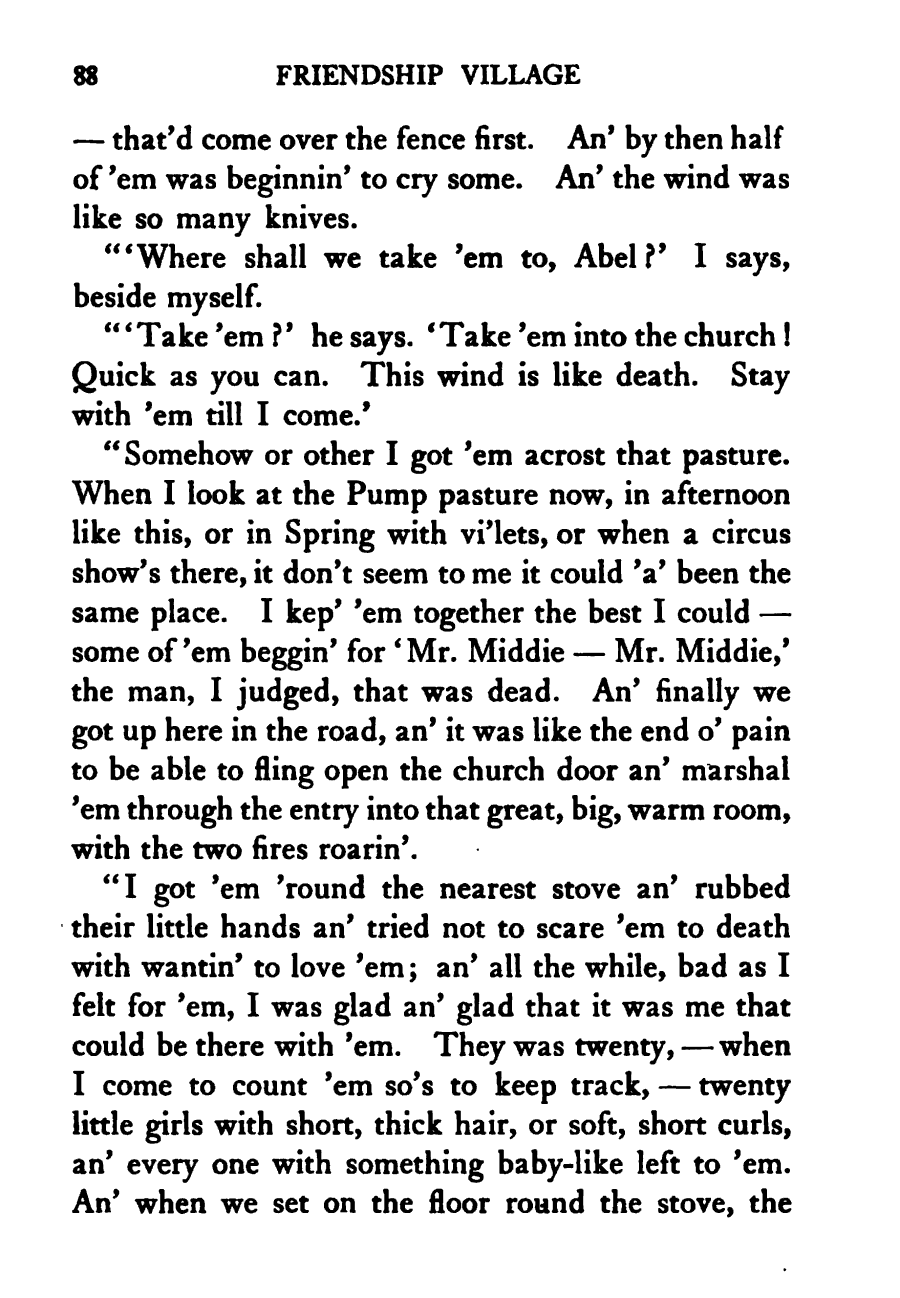 88 FRIENDSHIP VILLAGE
— that'd come over the fence first. An' by then half
of 'em was beginnin' to cry some. An' the wind was
like so many knives.
"'Where shall we take 'em to, Abel?' I says,
beside myself.
"'Take 'em?' he says. 'Take 'em into the church!
Quick as you can. This wind is like death. Stay
with 'em till I come.'
"Somehow or other I got 'em acrost that pasture.
When I look at the Pump pasture now, in afternoon
like this, or in Spring with vi'lets, or when a circus
show's there, it don't seem to me it could 'a' been the
same place. I kep' 'em together the best I could —
some of 'em beggin' for 'Mr. Middie — Mr. Middie,'
the man, I judged, that was dead. An' finally we
got up here in the road, an' it was like the end o' pain
to be able to fling open the church door an' marshal
'em through the entry into that great, big, warm room,
with the two fires roarin'.
"I got 'em 'round the nearest stove an' rubbed
their little hands an' tried not to scare 'em to death
with wantin' to love 'em; an' all the while, bad as I
felt for 'em, I was glad an' glad that it was me that
could be there with 'em. They was twenty, — when
I come to count 'em so's to keep track, — twenty
little girls with short, thick hair, or soft, short curls,
an' every one with something baby-like left to 'em.
An' when we set on the floor round the stove, the